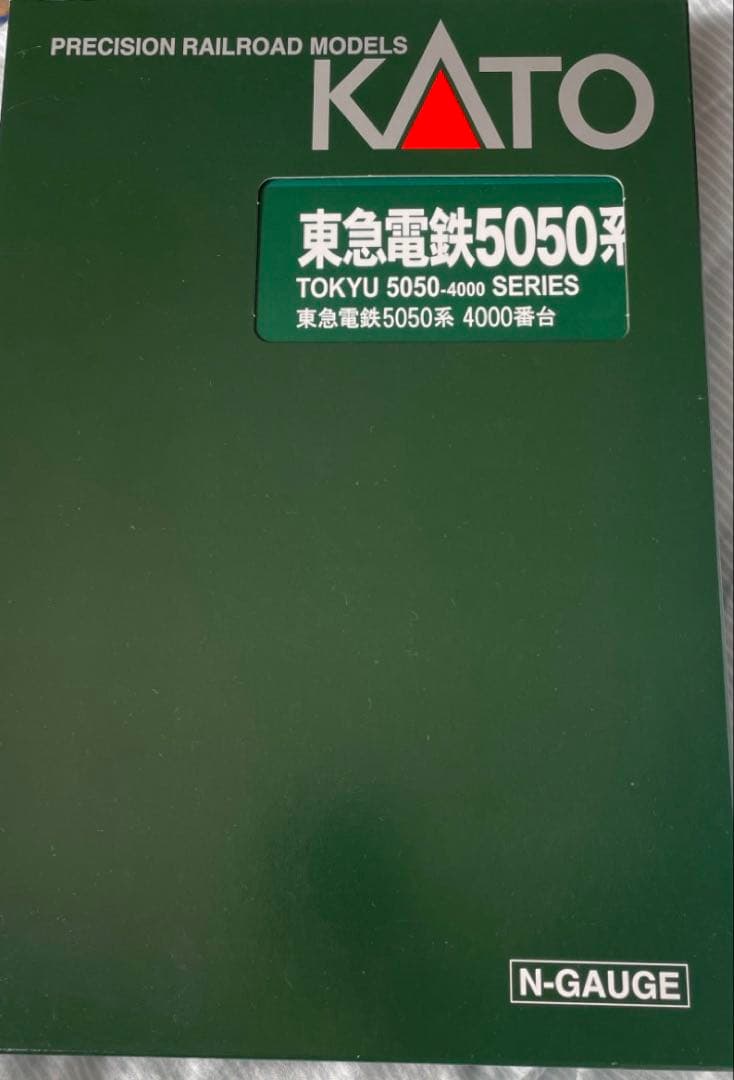 PRECISION RAILROAD MODELS
KATO
東急電鉄5050系
TOKYU 5050-4000 SERIES
東急電鉄5050系 4000番台
N-GAUGE